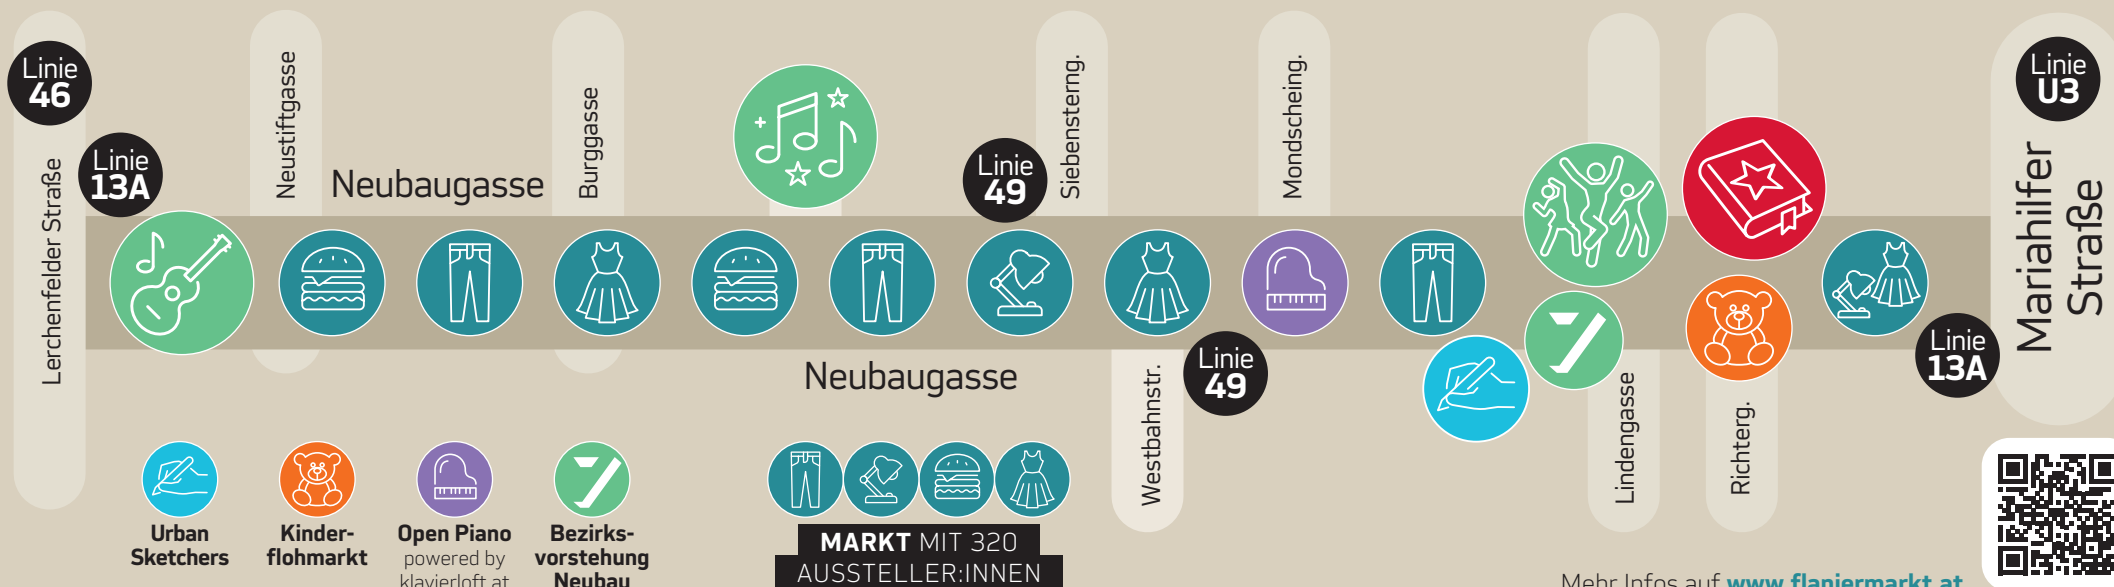 Linie
46
Lerchenfelder Straße
Linie
13A
Neustiftgasse
Neubaugasse
Burggasse
Linie
49
Siebensterng.
Mondscheing.
Linie
U3
Mariahilfer
Straße
Neubaugasse
Westbahnstr.
Linie
49
Lindengasse
Richterg.
Linie
13A
Urban
Sketchers
Kinder-
flohmarkt
Open Piano
powered by
klavierloft.at
Bezirks-
vorstehung
Neubau
MARKT MIT 320
AUSSTELLER:INNEN
Mehr Infos auf www.flaniermarkt.at